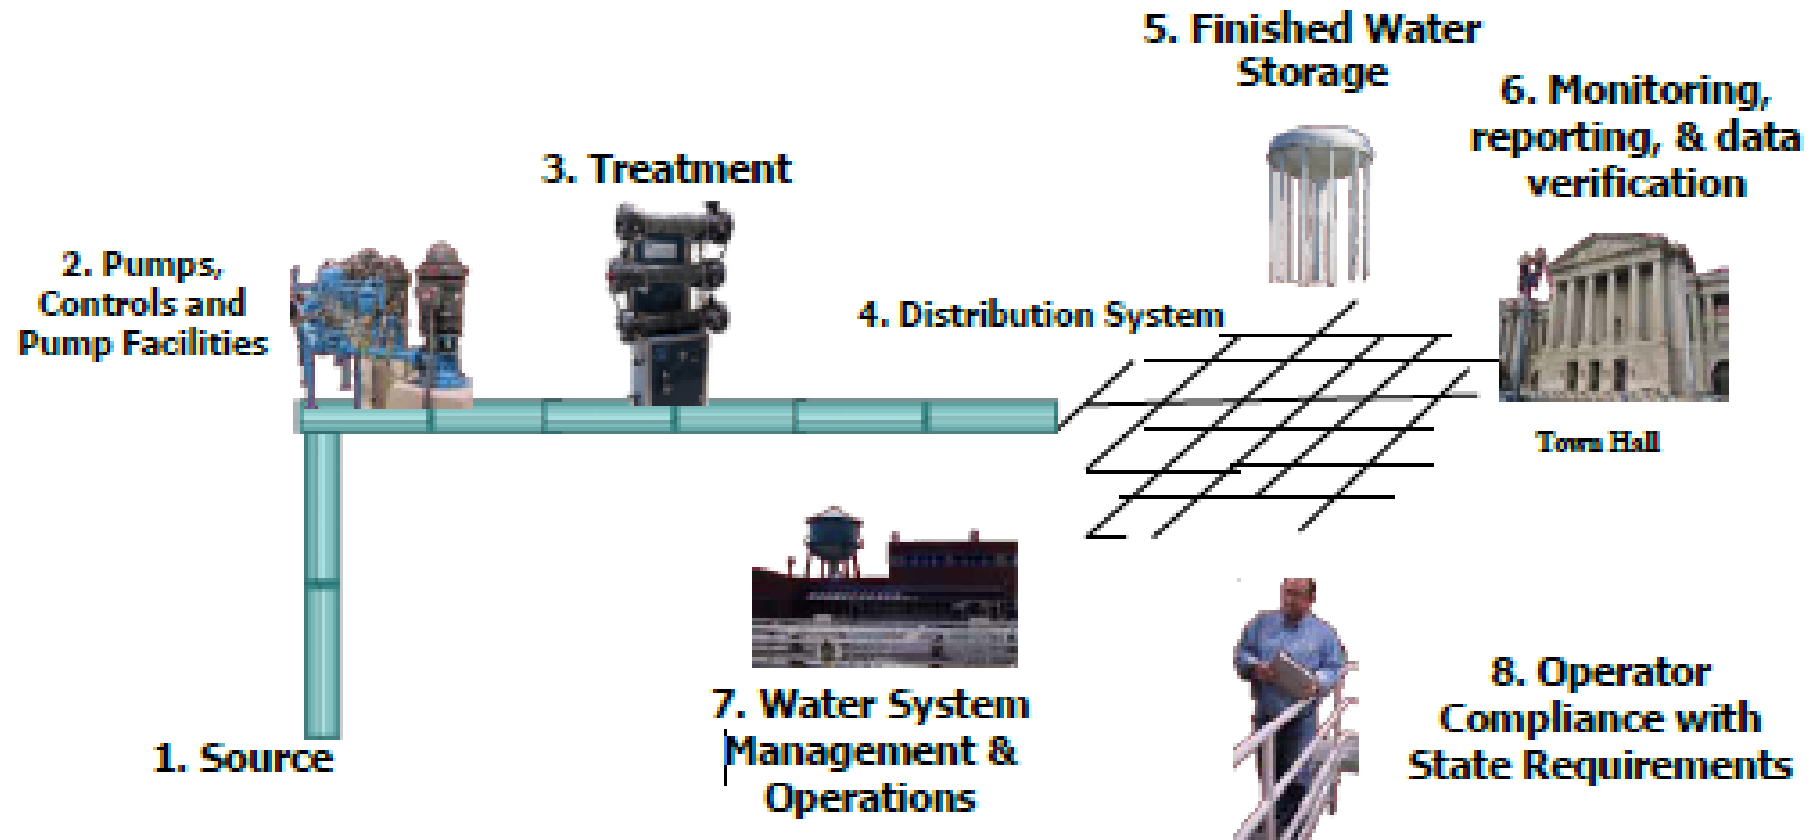 5. Finished Water
Storage
6. Monitoring,
reporting, & data
verification
3. Treatment
2. Pumps,
Controls and
Pump Facilities
4. Distribution System
Town Hall
7. Water System
Management &
Operations
8. Operator
Compliance with
State Requirements
1. Source